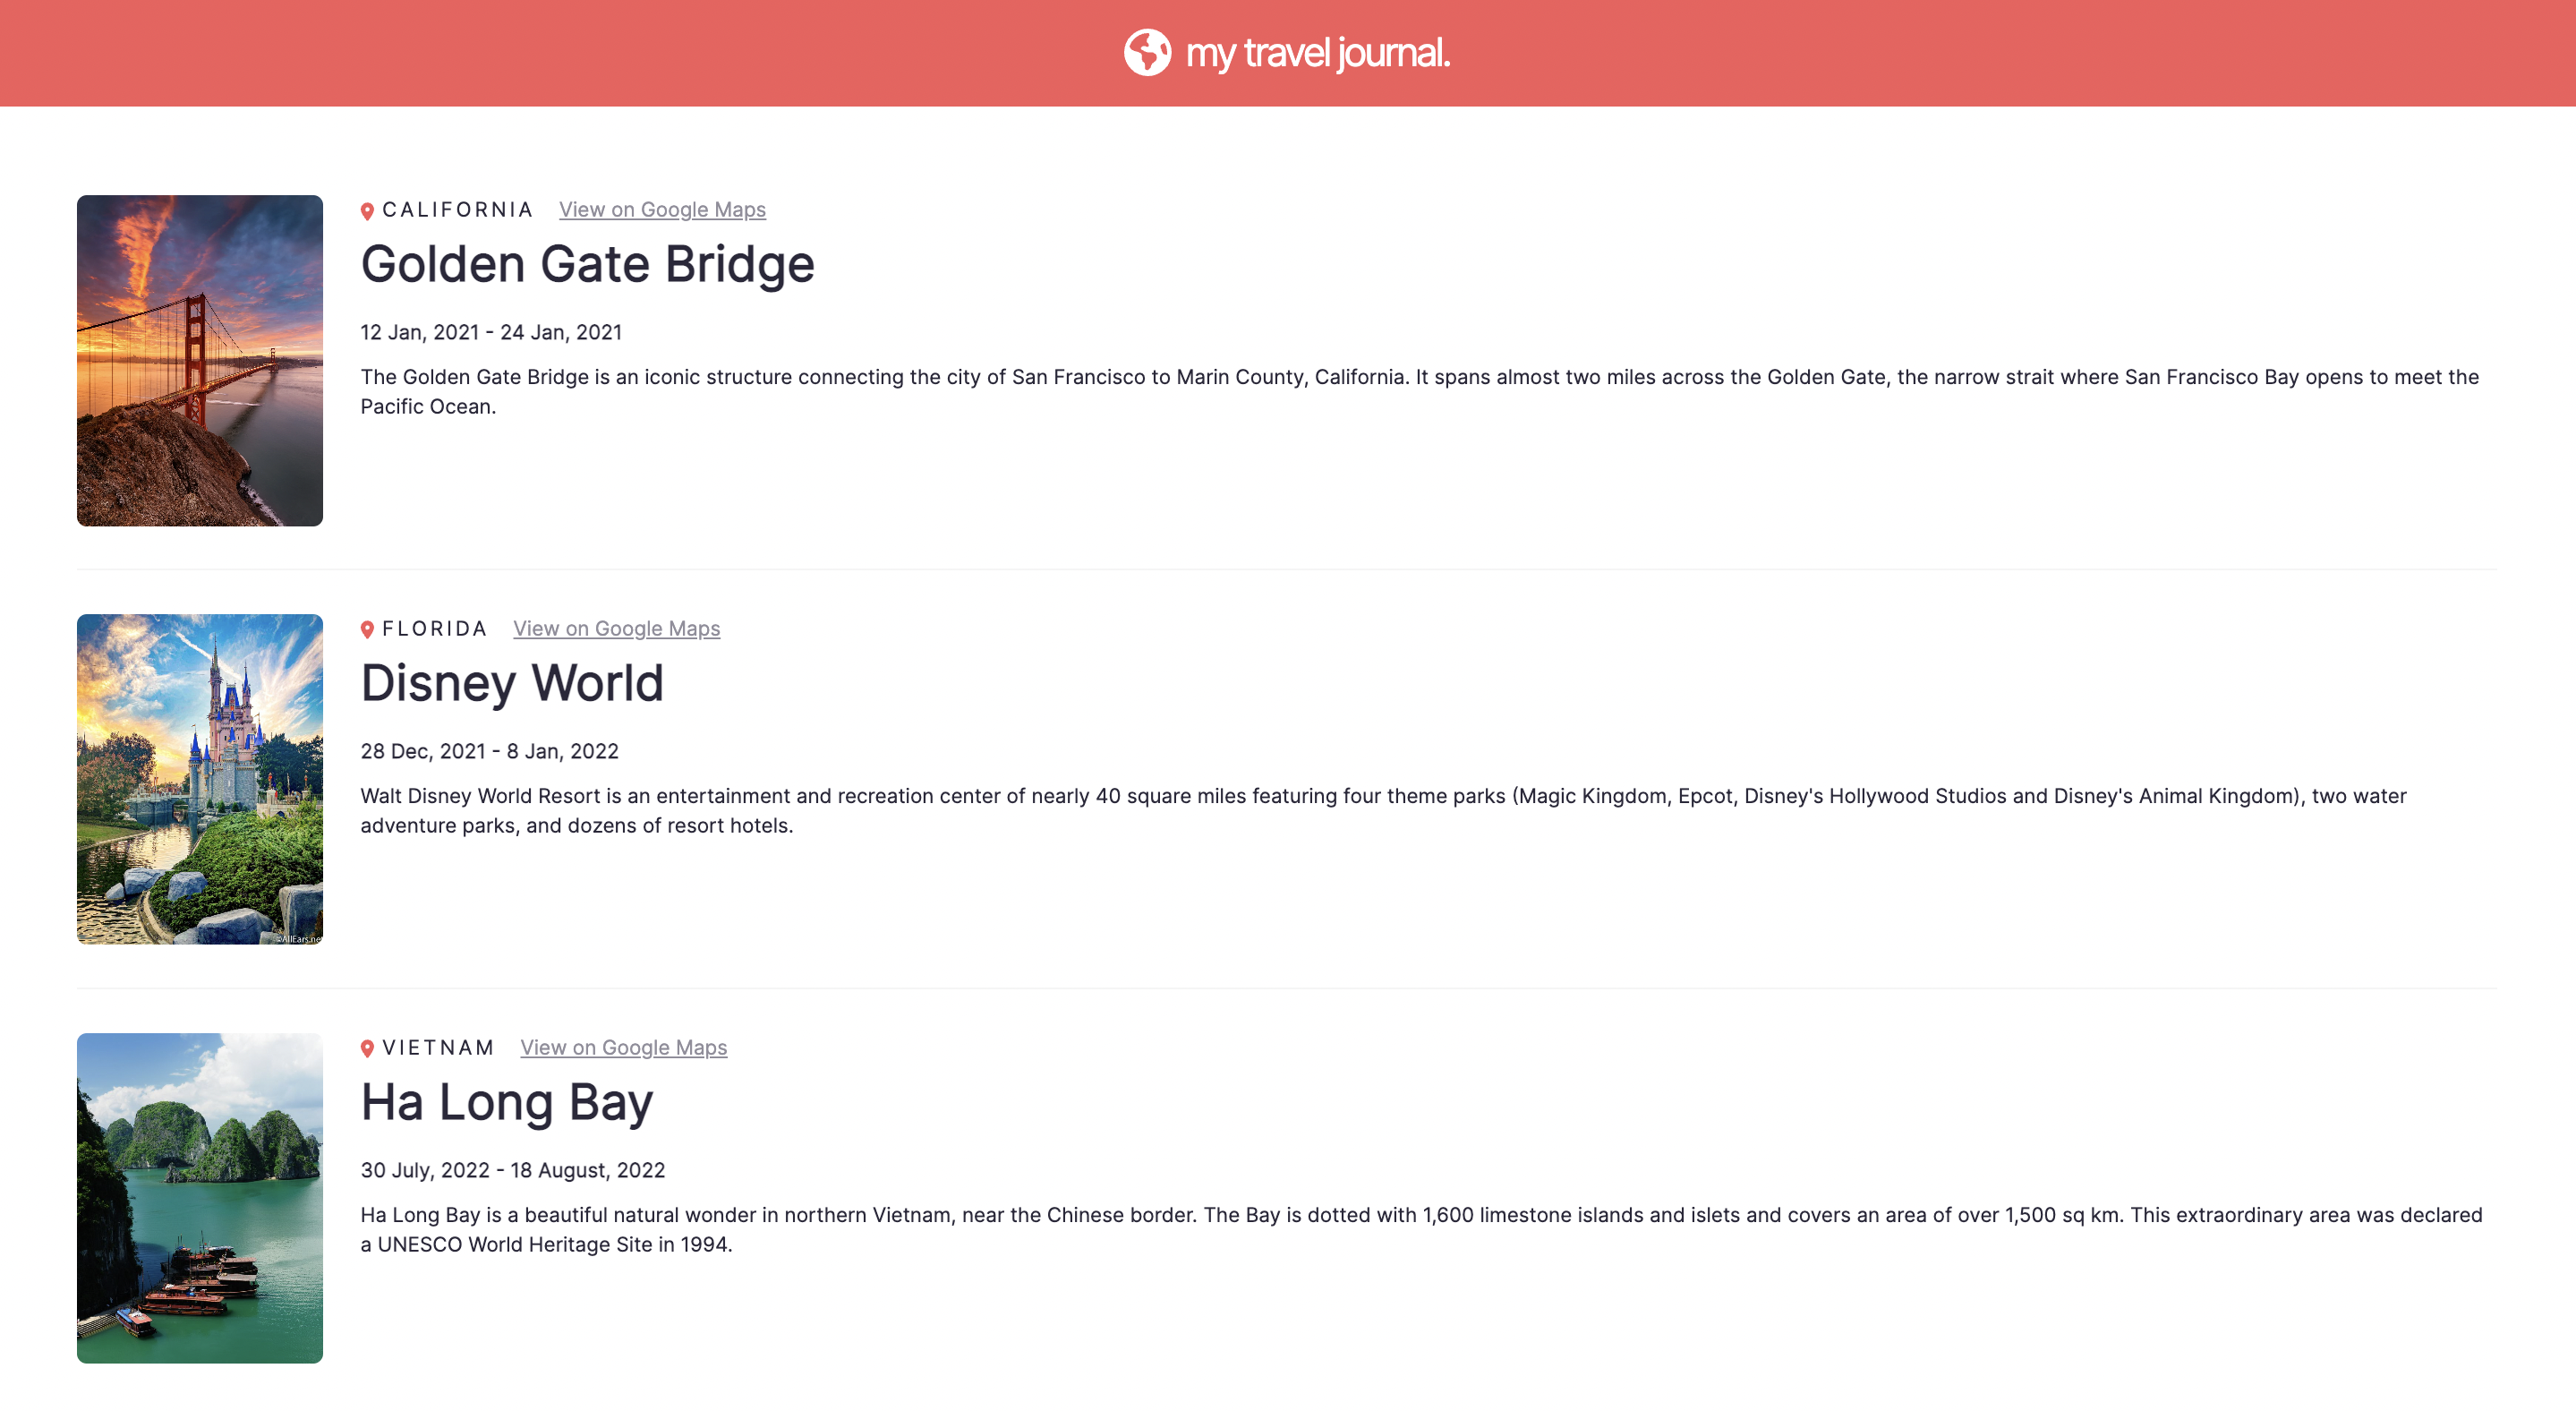 my travel journal.
CALIFORNIA View on Google Maps
Golden Gate Bridge
12 Jan, 2021 - 24 Jan, 2021
The Golden Gate Bridge is an iconic structure connecting the city of San Francisco to Marin County, California. It spans almost two miles across the Golden Gate, the narrow strait where San Francisco Bay opens to meet the
Pacific Ocean.
FLORIDA View on Google Maps
Disney World
28 Dec, 2021 - 8 Jan, 2022
Walt Disney World Resort is an entertainment and recreation center of nearly 40 square miles featuring four theme parks (Magic Kingdom, Epcot, Disney's Hollywood Studios and Disney's Animal Kingdom), two water
adventure parks, and dozens of resort hotels.
©AllEars.net
VIETNAM View on Google Maps
Ha Long Bay
30 July, 2022 - 18 August, 2022
Ha Long Bay is a beautiful natural wonder in northern Vietnam, near the Chinese border. The Bay is dotted with 1,600 limestone islands and islets and covers an area of over 1,500 sq km. This extraordinary area was declared
a UNESCO World Heritage Site in 1994.